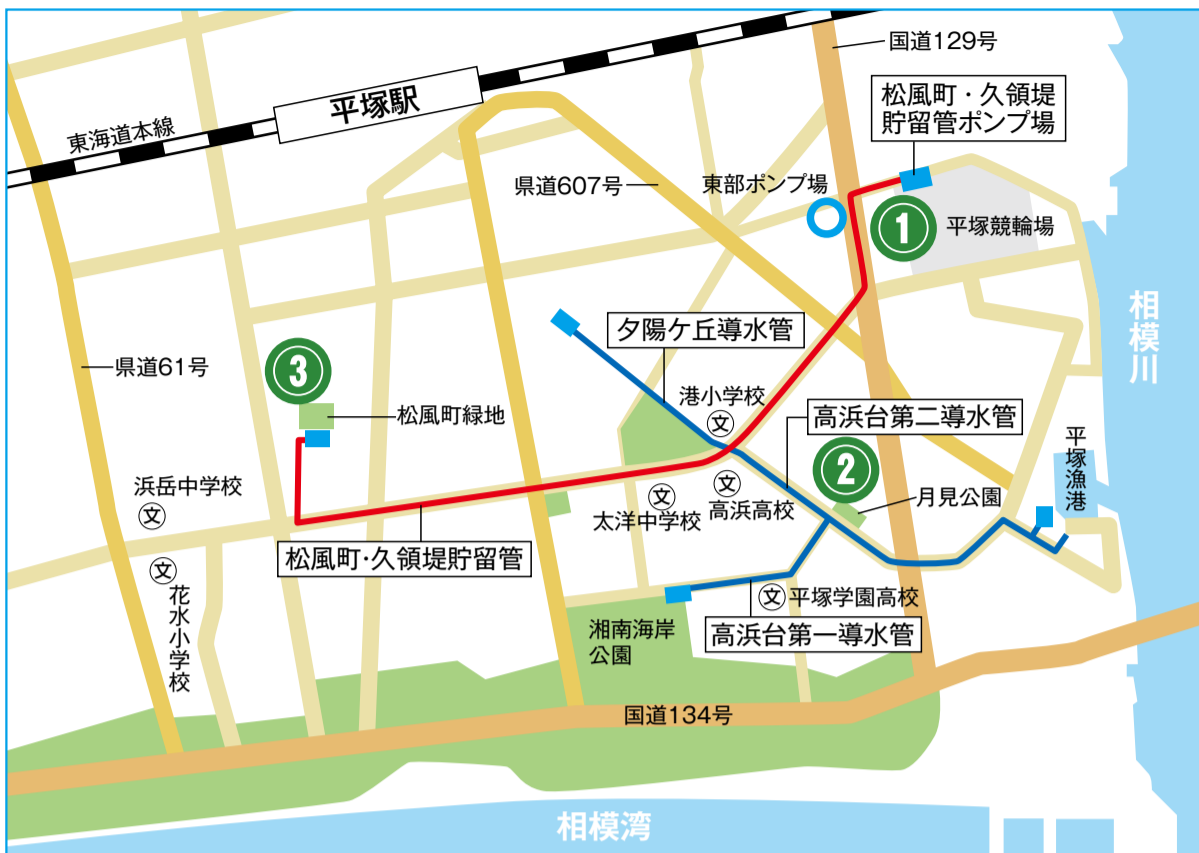 国道129号
平塚駅
松風町・久領堤
貯留管ポンプ場
東海道本線
県道607号
東部ポンプ場
1
平塚競輪場
相模川
夕陽ケ丘導水管
県道61号
3
松風町緑地
港小学校
文
高浜台第二導水管
2
平塚漁港
浜岳中学校
文
文
太洋中学校
文
高浜高校
月見公園
松風町・久領堤貯留管
文
花水小学校
文 平塚学園高校
湘南海岸
公園
高浜台第一導水管
国道134号
相模湾